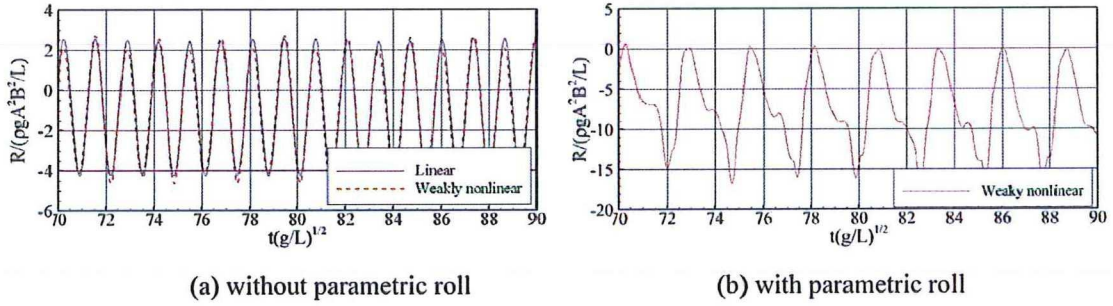 R/(ρgA²B²/L)
4
2
0
-2
-4
-6
Linear
Weakly nonlinear
70 72 74 76 78 80 82 84 86 88 90
t(g/L)^1/2
(a) without parametric roll
R/(ρgA²B²/L)
5
0
-5
-10
-15
-20
Weaky nonlinear
70 72 74 76 78 80 82 84 86 88 90
t(g/L)^1/2
(b) with parametric roll